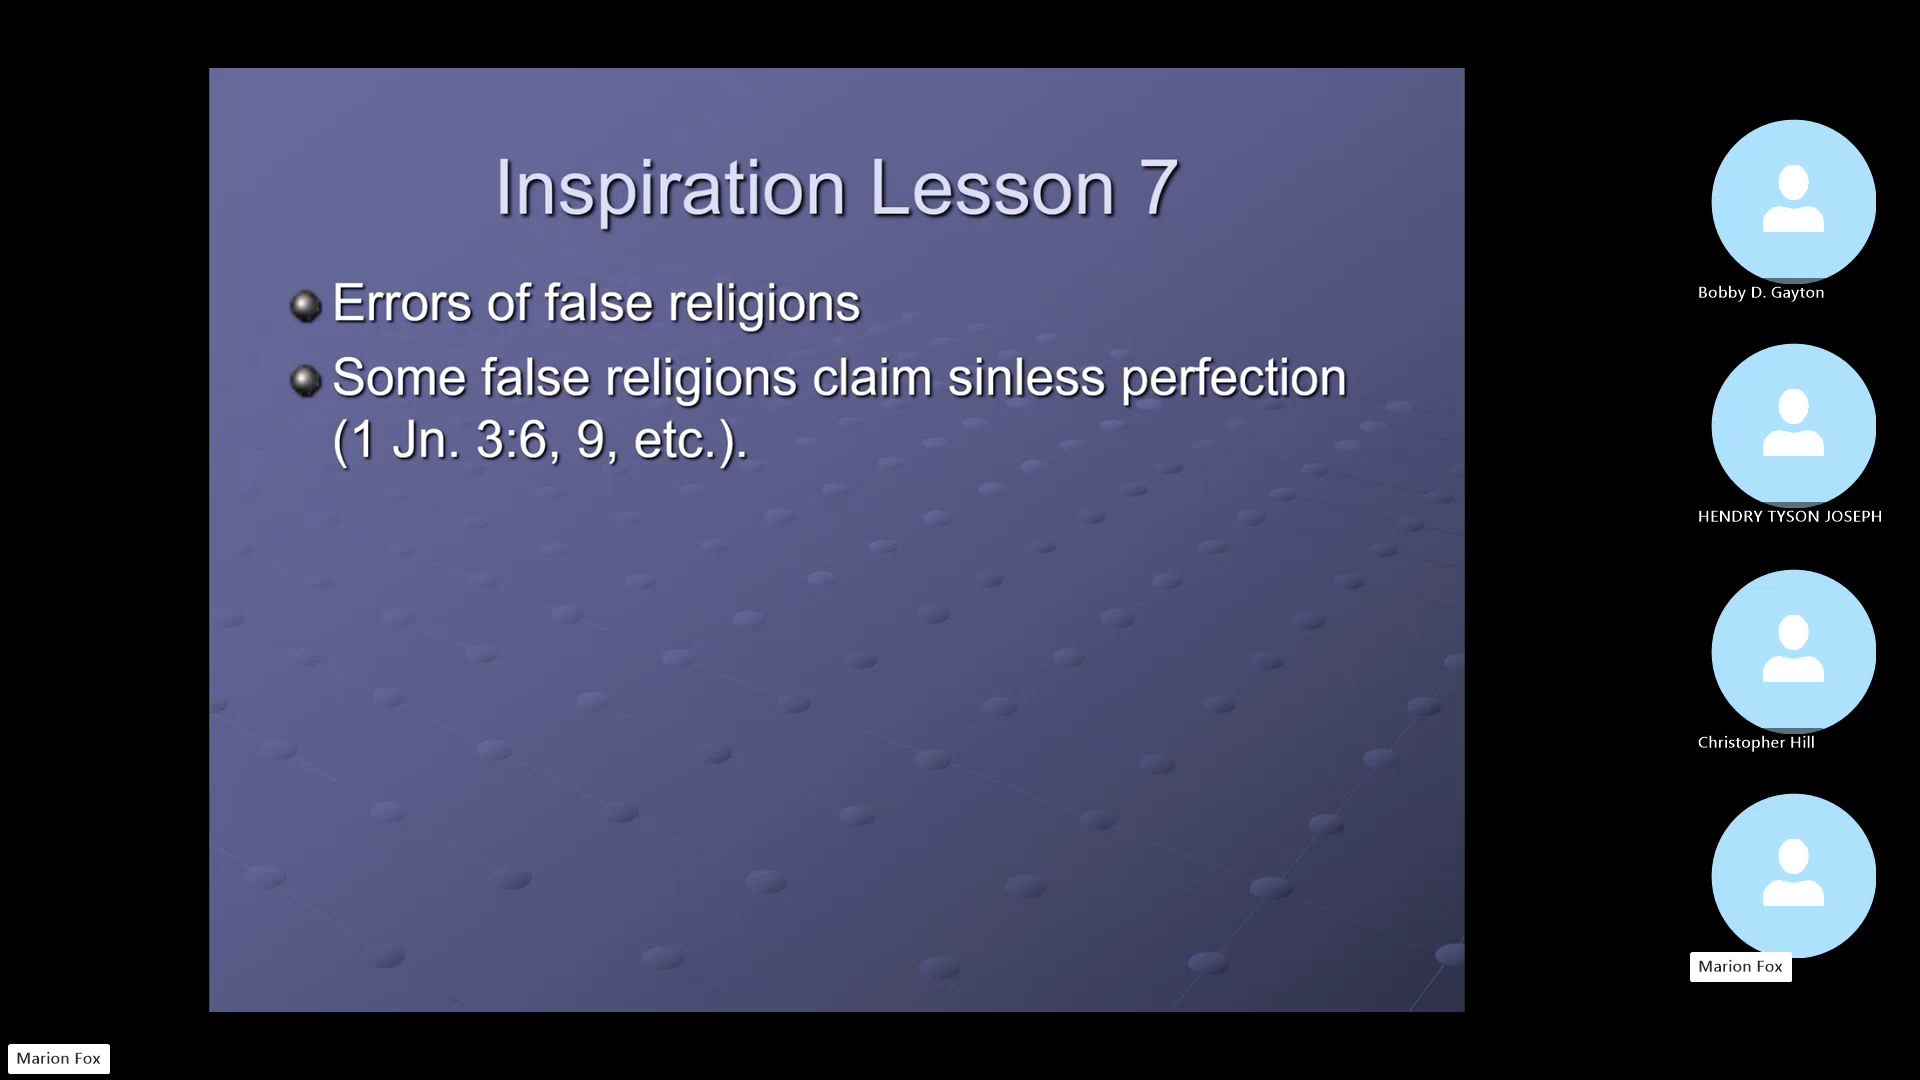 Inspiration Lesson 7
Errors of false religions
Some false religions claim sinless perfection
(1 Jn. 3:6, 9, etc.).
Bobby D. Gayton
HENDRY TYSON JOSEPH
Christopher Hill
Marion Fox
Marion Fox